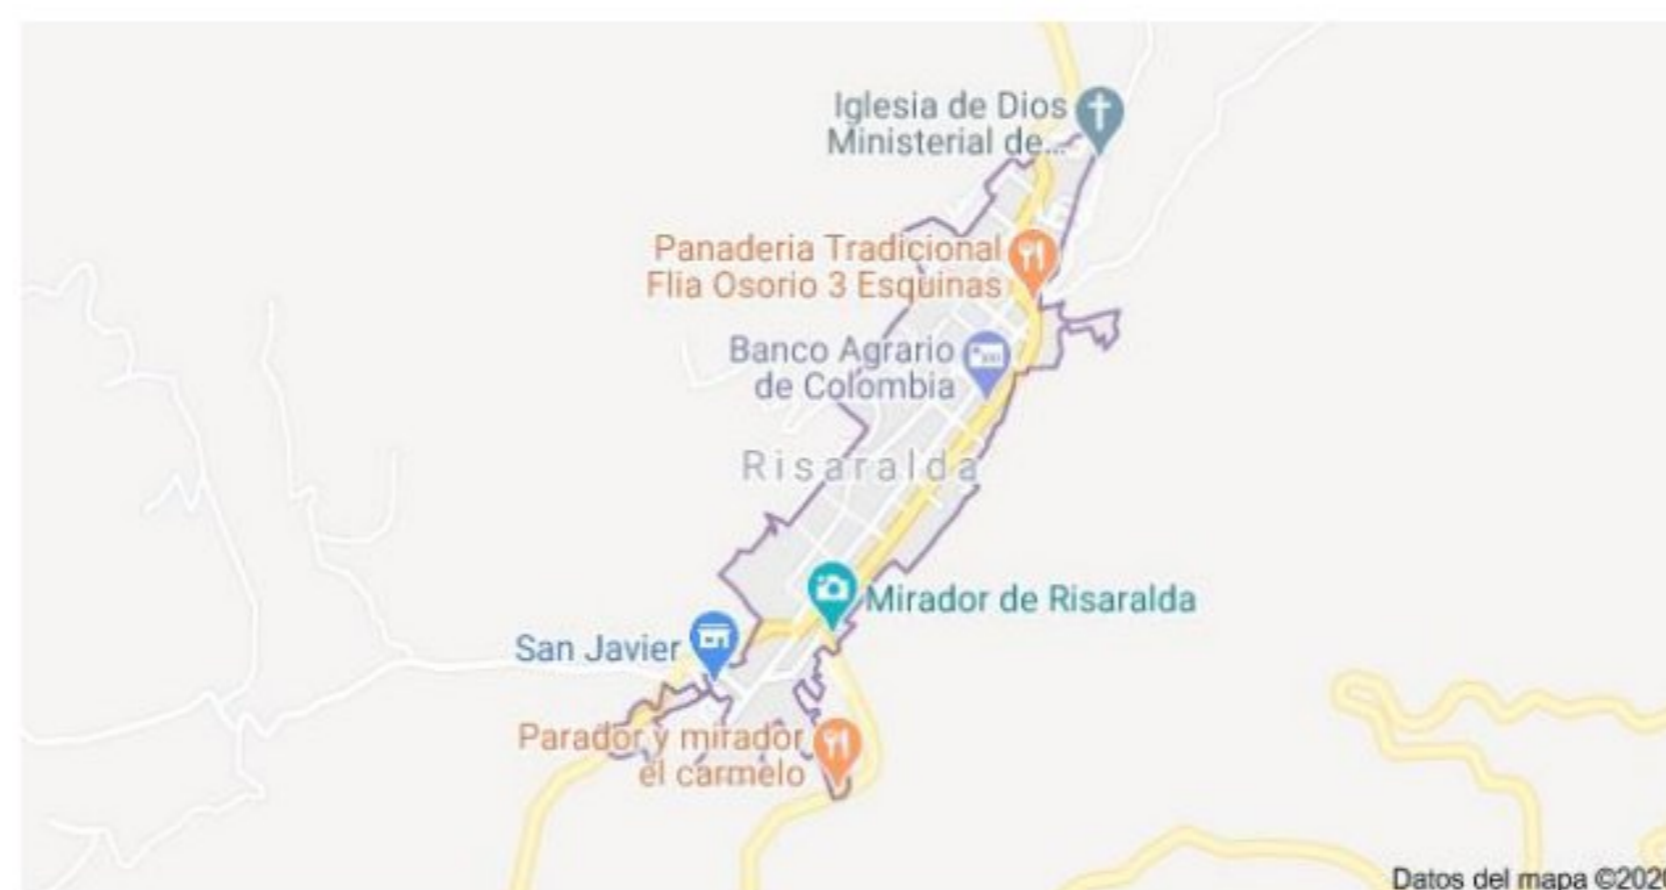 Iglesia de Dios
Ministerial de...
Panaderia Tradicional
Flia Osorio 3 Esquinas
Banco Agrario
de Colombia
Risaralda
Mirador de Risaralda
San Javier
Parador y mirador
el carmelo
Datos del mapa ©2020